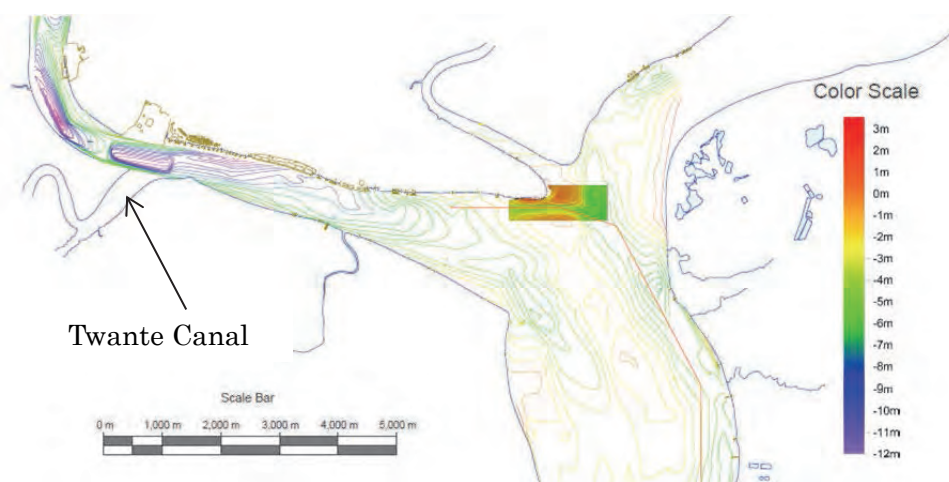 Color Scale
3m
2m
1m
0m
-1m
-2m
-3m
-4m
-5m
-6m
-7m
-8m
-9m
-10m
-11m
-12m
Twante Canal
Scale Bar
0 m 1,000 m 2,000 m 3,000 m 4,000 m 5,000 m